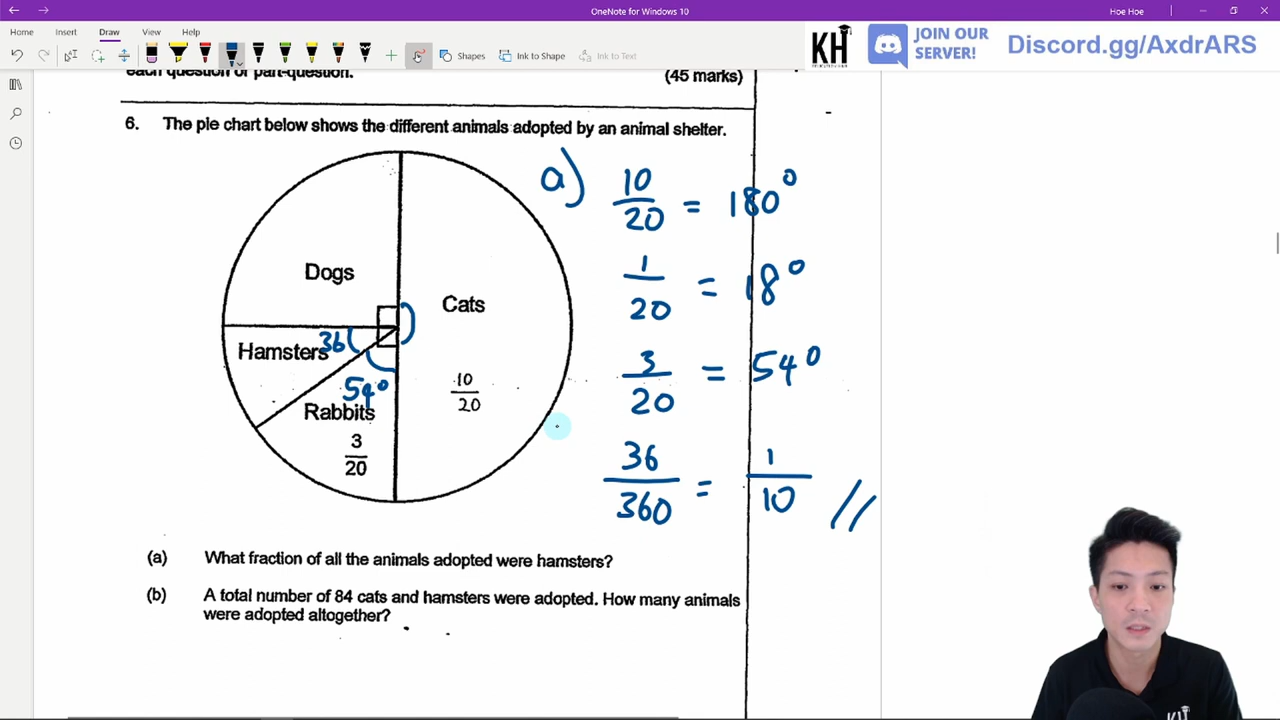 OneNote for Windows 10
Hoe Hoe
Home Insert Draw View Help
Shapes Ink to Shape Ink to Text
KH
JOIN OUR
SERVER!
Discord.gg/AxdrARS
each question or part-question.
(45 marks)
6. The pie chart below shows the different animals adopted by an animal shelter.
Dogs
Cats
Hamsters
36
54°
Rabbits
3
20
10
20
a) 10/20 = 180°
1/20 = 18°
3/20 = 54°
36/360 = 1/10 //
(a) What fraction of all the animals adopted were hamsters?
(b) A total number of 84 cats and hamsters were adopted. How many animals
were adopted altogether?
KH